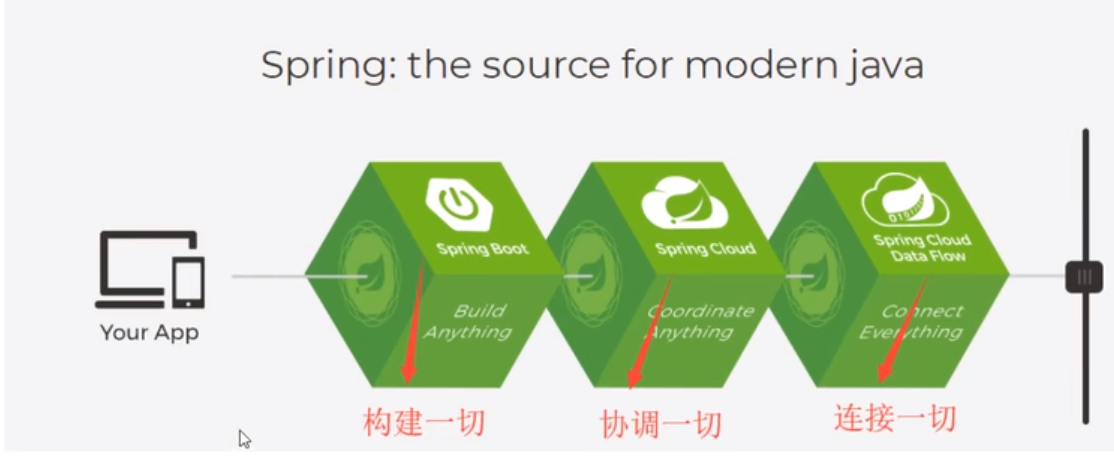 Spring: the source for modern java
Your App
Spring Boot
Build
Anything
构建一切
Spring Cloud
Coordinate
Anything
协调一切
Spring Cloud
Data Flow
Connect
Everything
连接一切